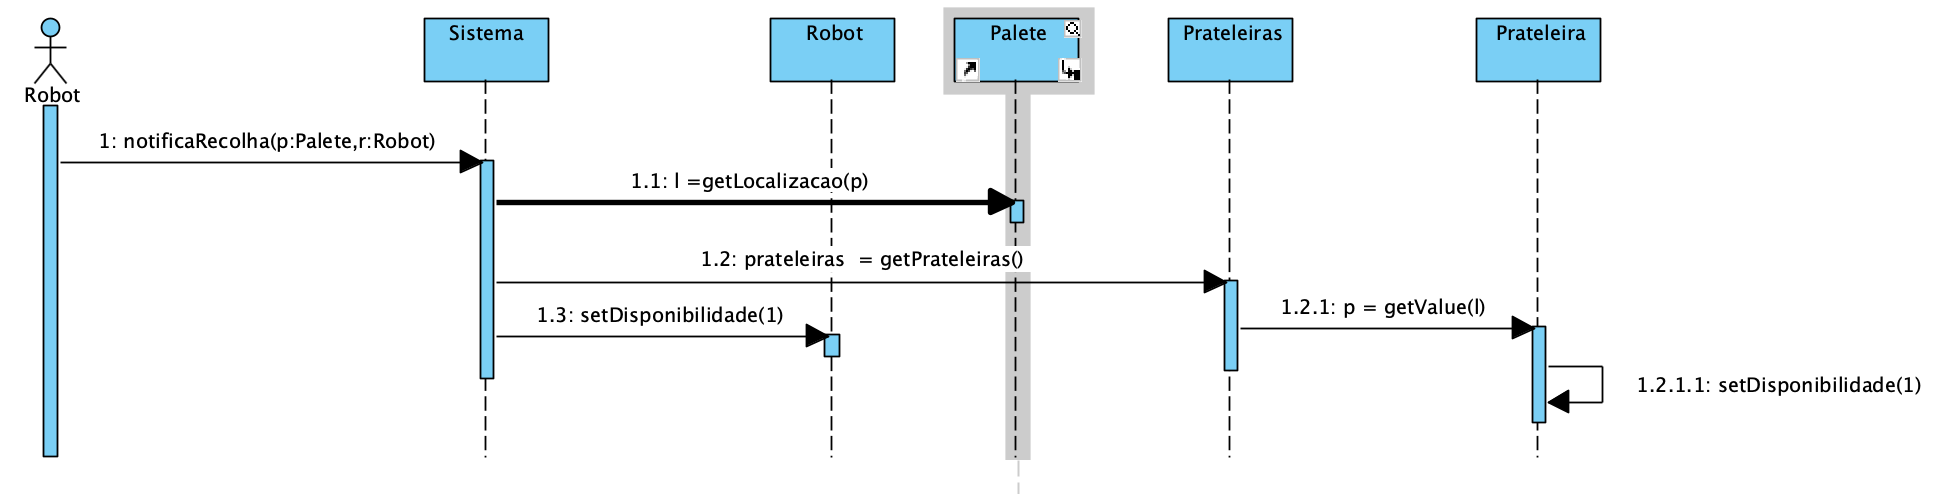 Sistema
Robot
Palete
Prateleiras
Prateleira
Robot
1: notificaRecolha(p:Palete,r:Robot)
1.1: l =getLocalizacao(p)
1.2: prateleiras  = getPrateleiras()
1.2.1: p = getValue(l)
1.3: setDisponibilidade(1)
1.2.1.1: setDisponibilidade(1)